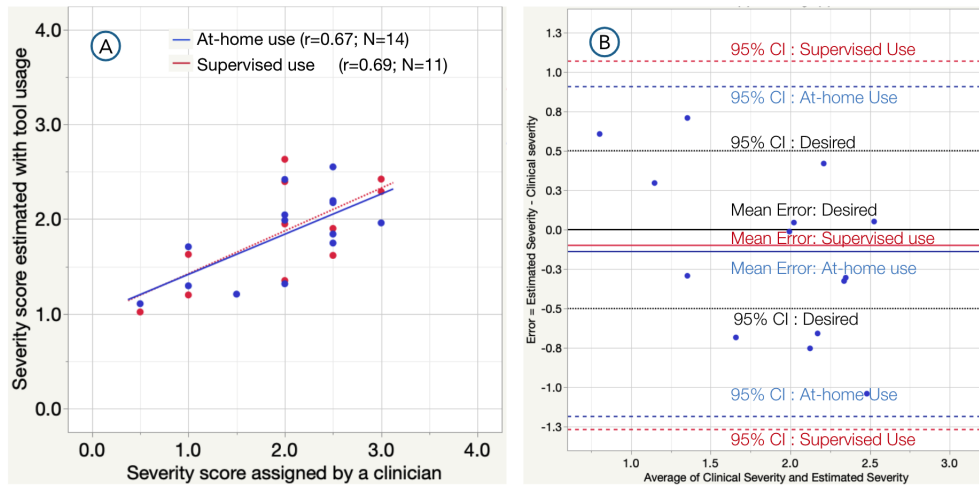 A
At-home use (r=0.67; N=14)
Supervised use (r=0.69; N=11)
Severity score estimated with tool usage
4.0
3.0
2.0
1.0
0.0
0.0 1.0 2.0 3.0 4.0
Severity score assigned by a clinician
B
Error = Estimated Severity - Clinical severity
1.3
1.0
0.8
0.5
0.3
0.0
-0.3
-0.5
-0.8
-1.0
-1.3
95% CI : Supervised Use
95% CI : At-home Use
95% CI : Desired
Mean Error: Desired
Mean Error: Supervised use
Mean Error: At-home use
95% CI : Desired
95% CI : At-home Use
95% CI : Supervised Use
1.0 1.5 2.0 2.5 3.0
Average of Clinical Severity and Estimated Severity